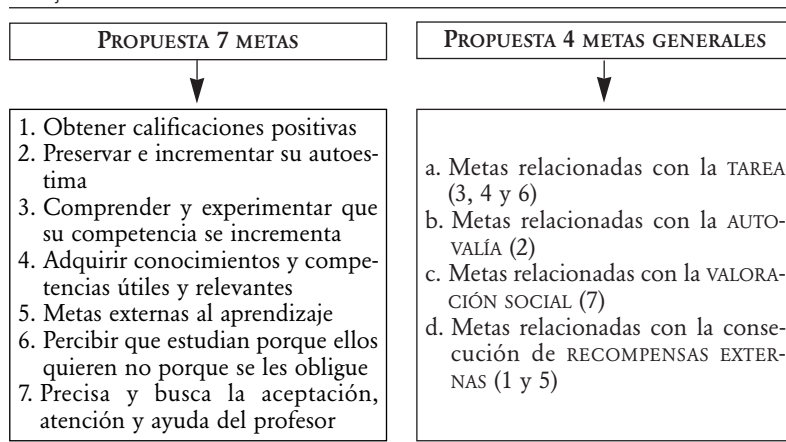 PROPUESTA 7 METAS
1. Obtener calificaciones positivas
2. Preservar e incrementar su autoes-
tima
3. Comprender y experimentar que
su competencia se incrementa
4. Adquirir conocimientos y compe-
tencias útiles y relevantes
5. Metas externas al aprendizaje
6. Percibir que estudian porque ellos
quieren no porque se les obligue
7. Precisa y busca la aceptación,
atención y ayuda del profesor
PROPUESTA 4 METAS GENERALES
a. Metas relacionadas con la TAREA
(3, 4 y 6)
b. Metas relacionadas con la AUTO-
VALÍA (2)
c. Metas relacionadas con la VALORA-
CIÓN SOCIAL (7)
d. Metas relacionadas con la conse-
cución de RECOMPENSAS EXTER-
NAS (1 y 5)